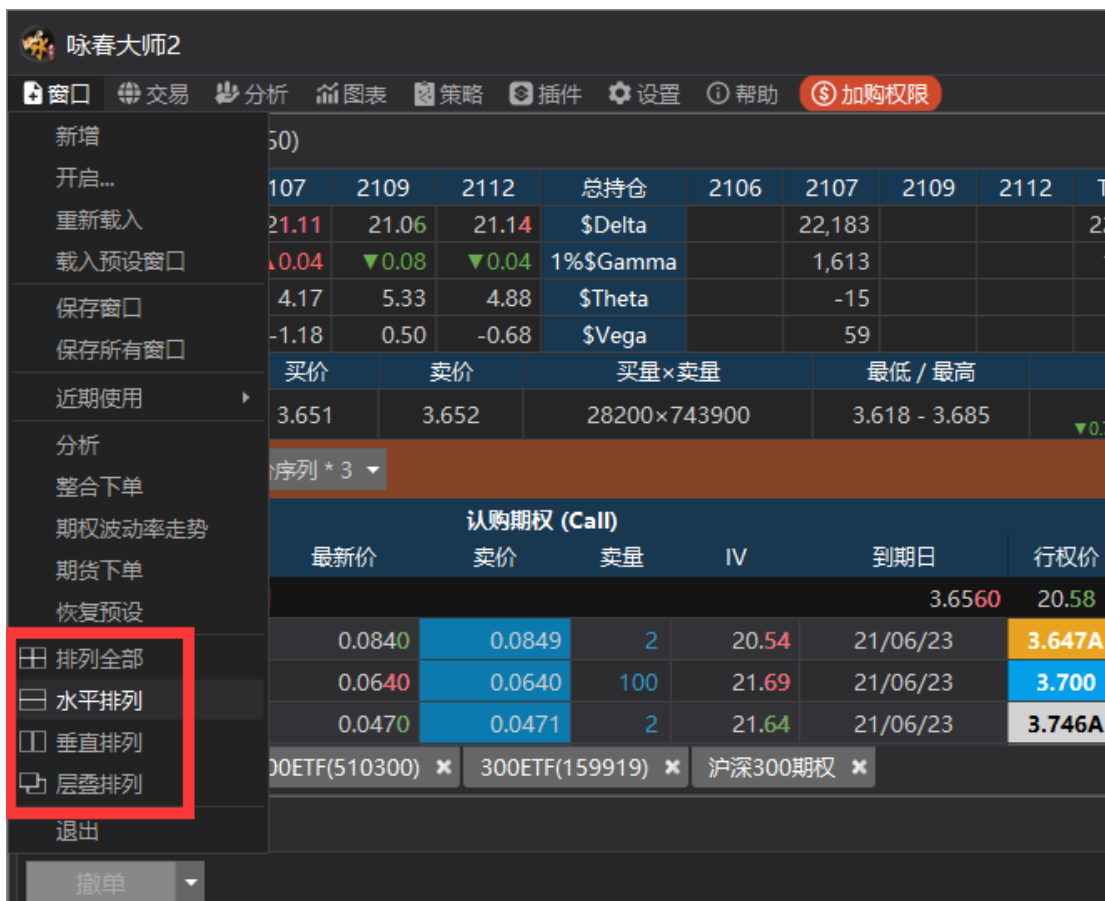 咏春大师2
窗口 交易 分析 图表 策略 插件 设置 帮助 加购权限
新增
50)
开启...
107 2109 2112 总持仓 2106 2107 2109 2112
重新载入
21.11 21.06 21.14 $Delta 22,183
载入预设窗口
▲0.04 ▼0.08 ▼0.04 1%$Gamma 1,613
保存窗口
4.17 5.33 4.88 $Theta -15
保存所有窗口
-1.18 0.50 -0.68 $Vega 59
买价 卖价 买量×卖量 最低 / 最高
近期使用
3.651 3.652 28200×743900 3.618 - 3.685 ▼0.
分析
序列 * 3
整合下单
期权波动率走势
认购期权 (Call)
期货下单
最新价 卖价 卖量 IV 到期日 行权价
恢复预设
3.6560 20.58
排列全部
0.0840 0.0849 2 20.54 21/06/23 3.647A
水平排列
0.0640 0.0640 100 21.69 21/06/23 3.700
垂直排列
0.0470 0.0471 2 21.64 21/06/23 3.746A
层叠排列
00ETF(510300) 300ETF(159919) 沪深300期权
退出
撤单